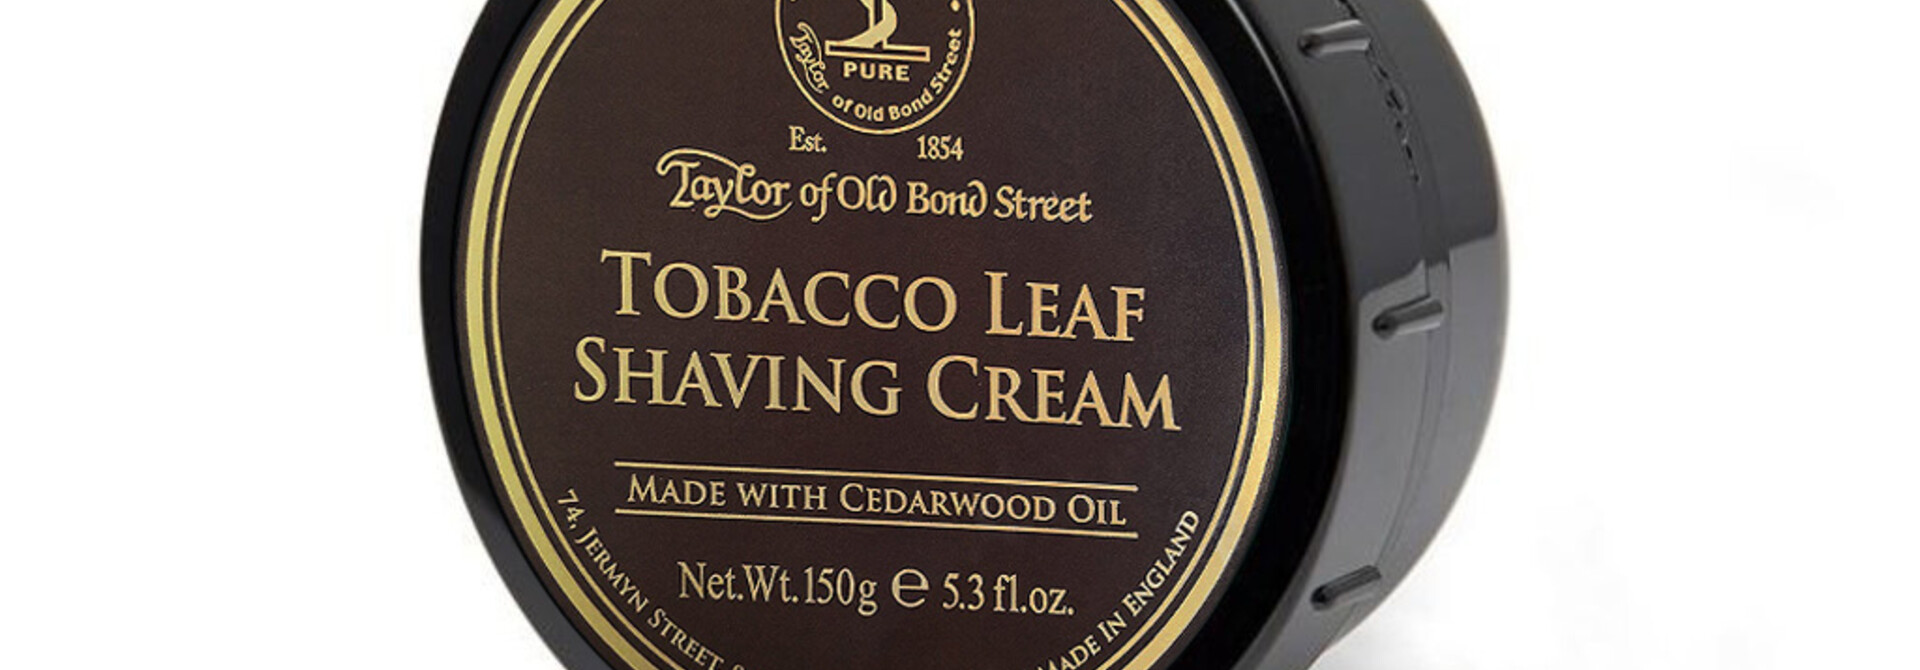 PURE
Taylor of Old Bond Street
Est. 1854
Taylor of Old Bond Street
TOBACCO LEAF
SHAVING CREAM
MADE WITH CEDARWOOD OIL
Net.Wt.150g e 5.3 fl.oz.
74, JERMYN STREET
MADE IN ENGLAND